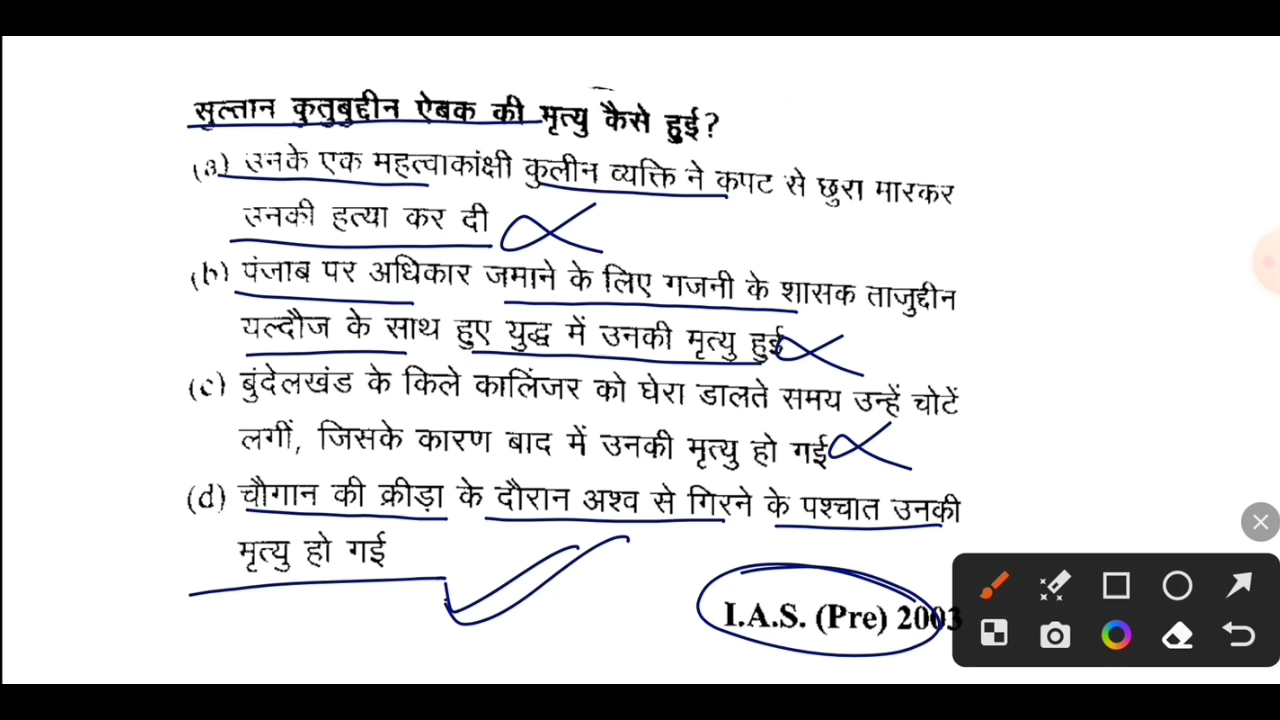 सुल्तान कुतुबुद्दीन ऐबक की मृत्यु कैसे हुई?
(a) उनके एक महत्वाकांक्षी कुलीन व्यक्ति ने कपट से छुरा मारकर
उनकी हत्या कर दी
(b) पंजाब पर अधिकार जमाने के लिए गजनी के शासक ताजुद्दीन
यल्दौज के साथ हुए युद्ध में उनकी मृत्यु हुई
(c) बुंदेलखंड के किले कालिंजर को घेरा डालते समय उन्हें चोटें
लगीं, जिसके कारण बाद में उनकी मृत्यु हो गई
(d) चौगान की क्रीड़ा के दौरान अश्व से गिरने के पश्चात उनकी
मृत्यु हो गई
I.A.S. (Pre) 2003